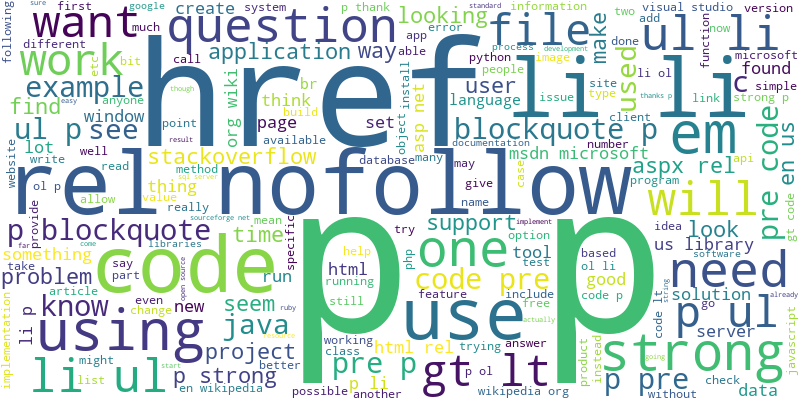 sure
google
system
p thank
standard
information
two
visual studio
version
following
first
much
create
looking
add
now
different
want
question
call
way
app
able
error
file
ul li
function
microsoft
work
etc
bit
application
process
development
make
done
python
people
image
used
li ol
c
found
easy
though
example
anyone
org wiki
br
href
install
user
site
li li
link
simple
strong p
find
window
think
build
object
asp net
language
issue
type
thanks p
ul p
see
point
page
set
blockquote p
client
em
pre code
en us
website
lot
well
result
available
documentation
number
api
write
read
stackoverflow
database
many
msdn microsoft
aspx rel
program
gt code
ol p
method
may
case
rel nofollow
allow
thing
value
give
name
will
provide
really
sql server
sourceforge net
mean
specific
implement
idea
software
p blockquote
time
try
support
look
far
come
libraries
option
based
us library
something
code
p p
help
one
tool
ol li
problem
take
say
part
run
html
php
test
good
solution
go
already
open source
running
code pre
code p
need
string
article
seem
still
feature
include
free
implementation
li p
know
even
new
use
code lt
p ul
server
change
ruby
actually
using
java
working
html rel
trying
answer
product
instead
strong
going
javascript
might
project
class
better
pre p
gt lt
li ul
list
start
research
p strong
en wikipedia
p li
p ol
wikipedia org
p pre
check
without
data
possible
another